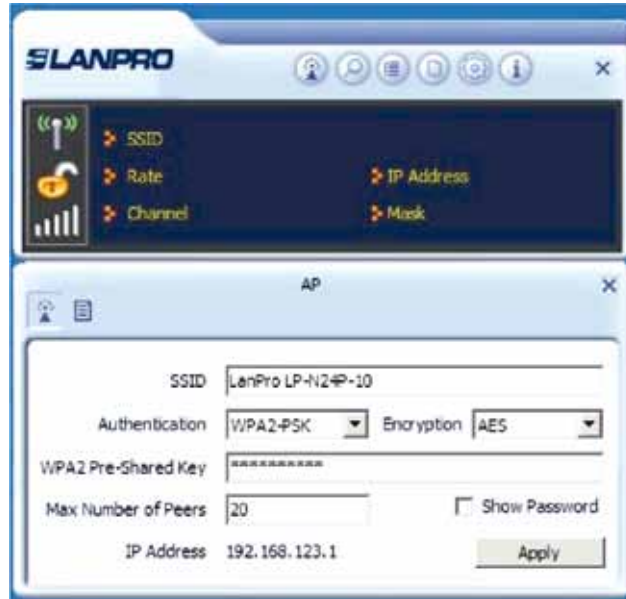 LANPRO
SSID
Rate IP Address
Channel Mask
AP
SSID LanPro LP-N24P-10
Authentication WPA2-PSK Encryption AES
WPA2 Pre-Shared Key **********
Max Number of Peers 20 Show Password
IP Address 192.168.123.1 Apply